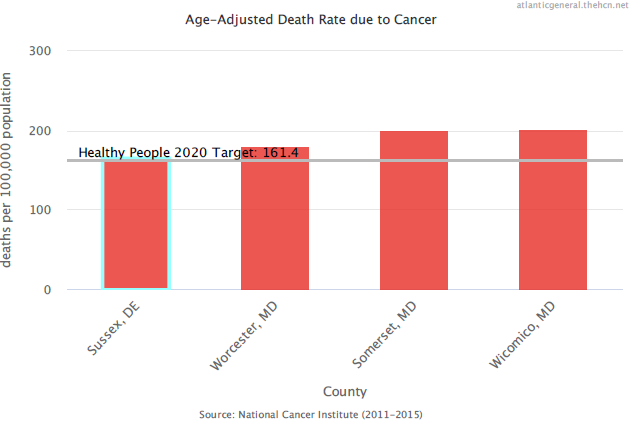 atlanticgeneral.thehcn.net
Age-Adjusted Death Rate due to Cancer
deaths per 100,000 population
300
200
100
0
Healthy People 2020 Target: 161.4
Sussex, DE
Worcester, MD
Somerset, MD
Wicomico, MD
County
Source: National Cancer Institute (2011-2015)